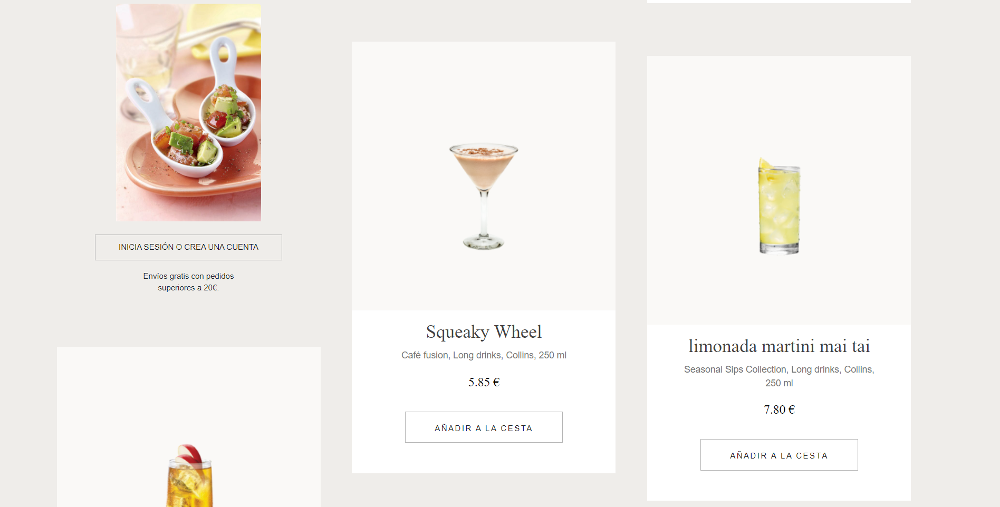 INICIA SESIÓN O CREA UNA CUENTA
Envíos gratis con pedidos
superiores a 20€.
Squeaky Wheel
Café fusion, Long drinks, Collins, 250 ml
5.85 €
AÑADIR A LA CESTA
limonada martini mai tai
Seasonal Sips Collection, Long drinks, Collins,
250 ml
7.80 €
AÑADIR A LA CESTA